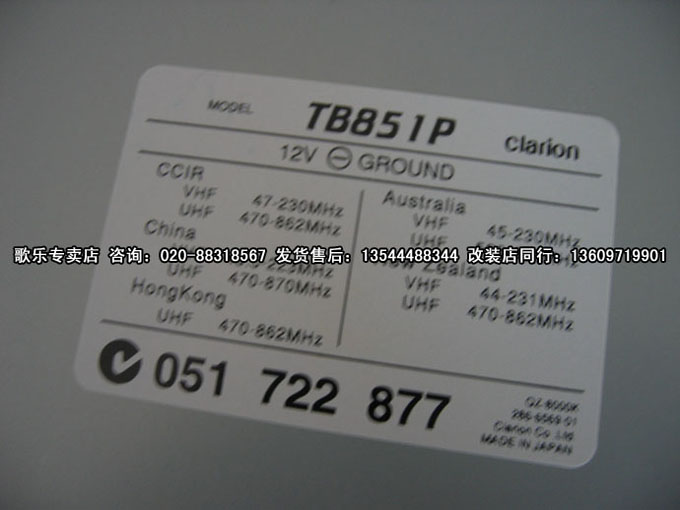 MODEL TB851P Clarion
12V ⊖ GROUND
CCIR
VHF 47-230MHz
UHF 470-862MHz
China
UHF 470-870MHz
HongKong
UHF 470-862MHz
Australia
VHF 45-230MHz
UHF
Zealand
VHF 44-231MHz
UHF 470-862MHz
歌乐专卖店 咨询：020-88318567 发货售后：13544488344 改装店同行：13609719901
051 722 877
Clarion Co.,Ltd
MADE IN JAPAN